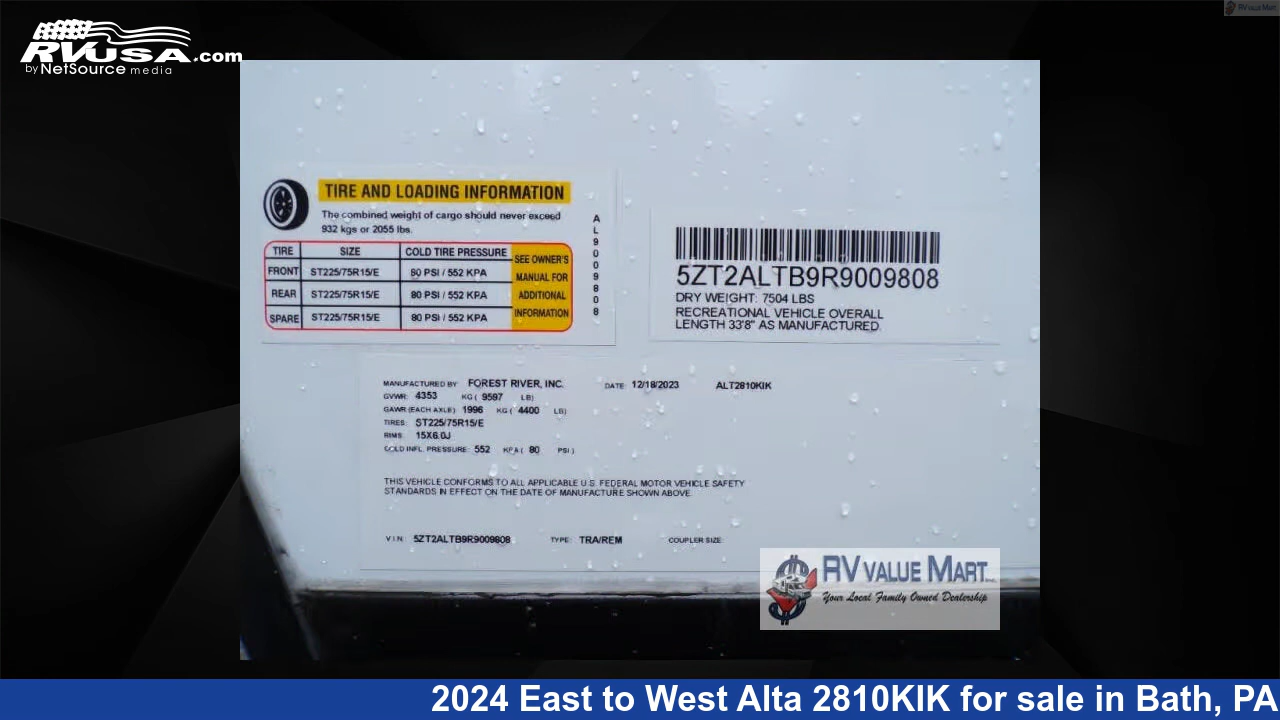 RV VALUE MART
RVUSA.com
by NetSource media
TIRE AND LOADING INFORMATION
The combined weight of cargo should never exceed
932 kgs or 2055 lbs.
TIRE SIZE COLD TIRE PRESSURE SEE OWNER'S MANUAL FOR ADDITIONAL INFORMATION
FRONT ST225/75R15/E 80 PSI / 552 KPA
REAR ST225/75R15/E 80 PSI / 552 KPA
SPARE ST225/75R15/E 80 PSI / 552 KPA
AL9009808
5ZT2ALTB9R9009808
DRY WEIGHT: 7504 LBS
RECREATIONAL VEHICLE OVERALL
LENGTH 33'8" AS MANUFACTURED.
MANUFACTURED BY: FOREST RIVER, INC. DATE: 12/18/2023 ALT2810KIK
GVWR: 4353 KG ( 9597 LB)
GAWR (EACH AXLE): 1996 KG ( 4400 LB)
TIRES: ST225/75R15/E
RIMS: 15X6.0J
COLD INFL. PRESSURE: 552 KPA ( 80 PSI )
THIS VEHICLE CONFORMS TO ALL APPLICABLE U.S. FEDERAL MOTOR VEHICLE SAFETY
STANDARDS IN EFFECT ON THE DATE OF MANUFACTURE SHOWN ABOVE.
V.I.N: 5ZT2ALTB9R9009808 TYPE: TRA/REM COUPLER SIZE:
RV VALUE MART INC.
Your Local Family Owned Dealership
2024 East to West Alta 2810KIK for sale in Bath, PA